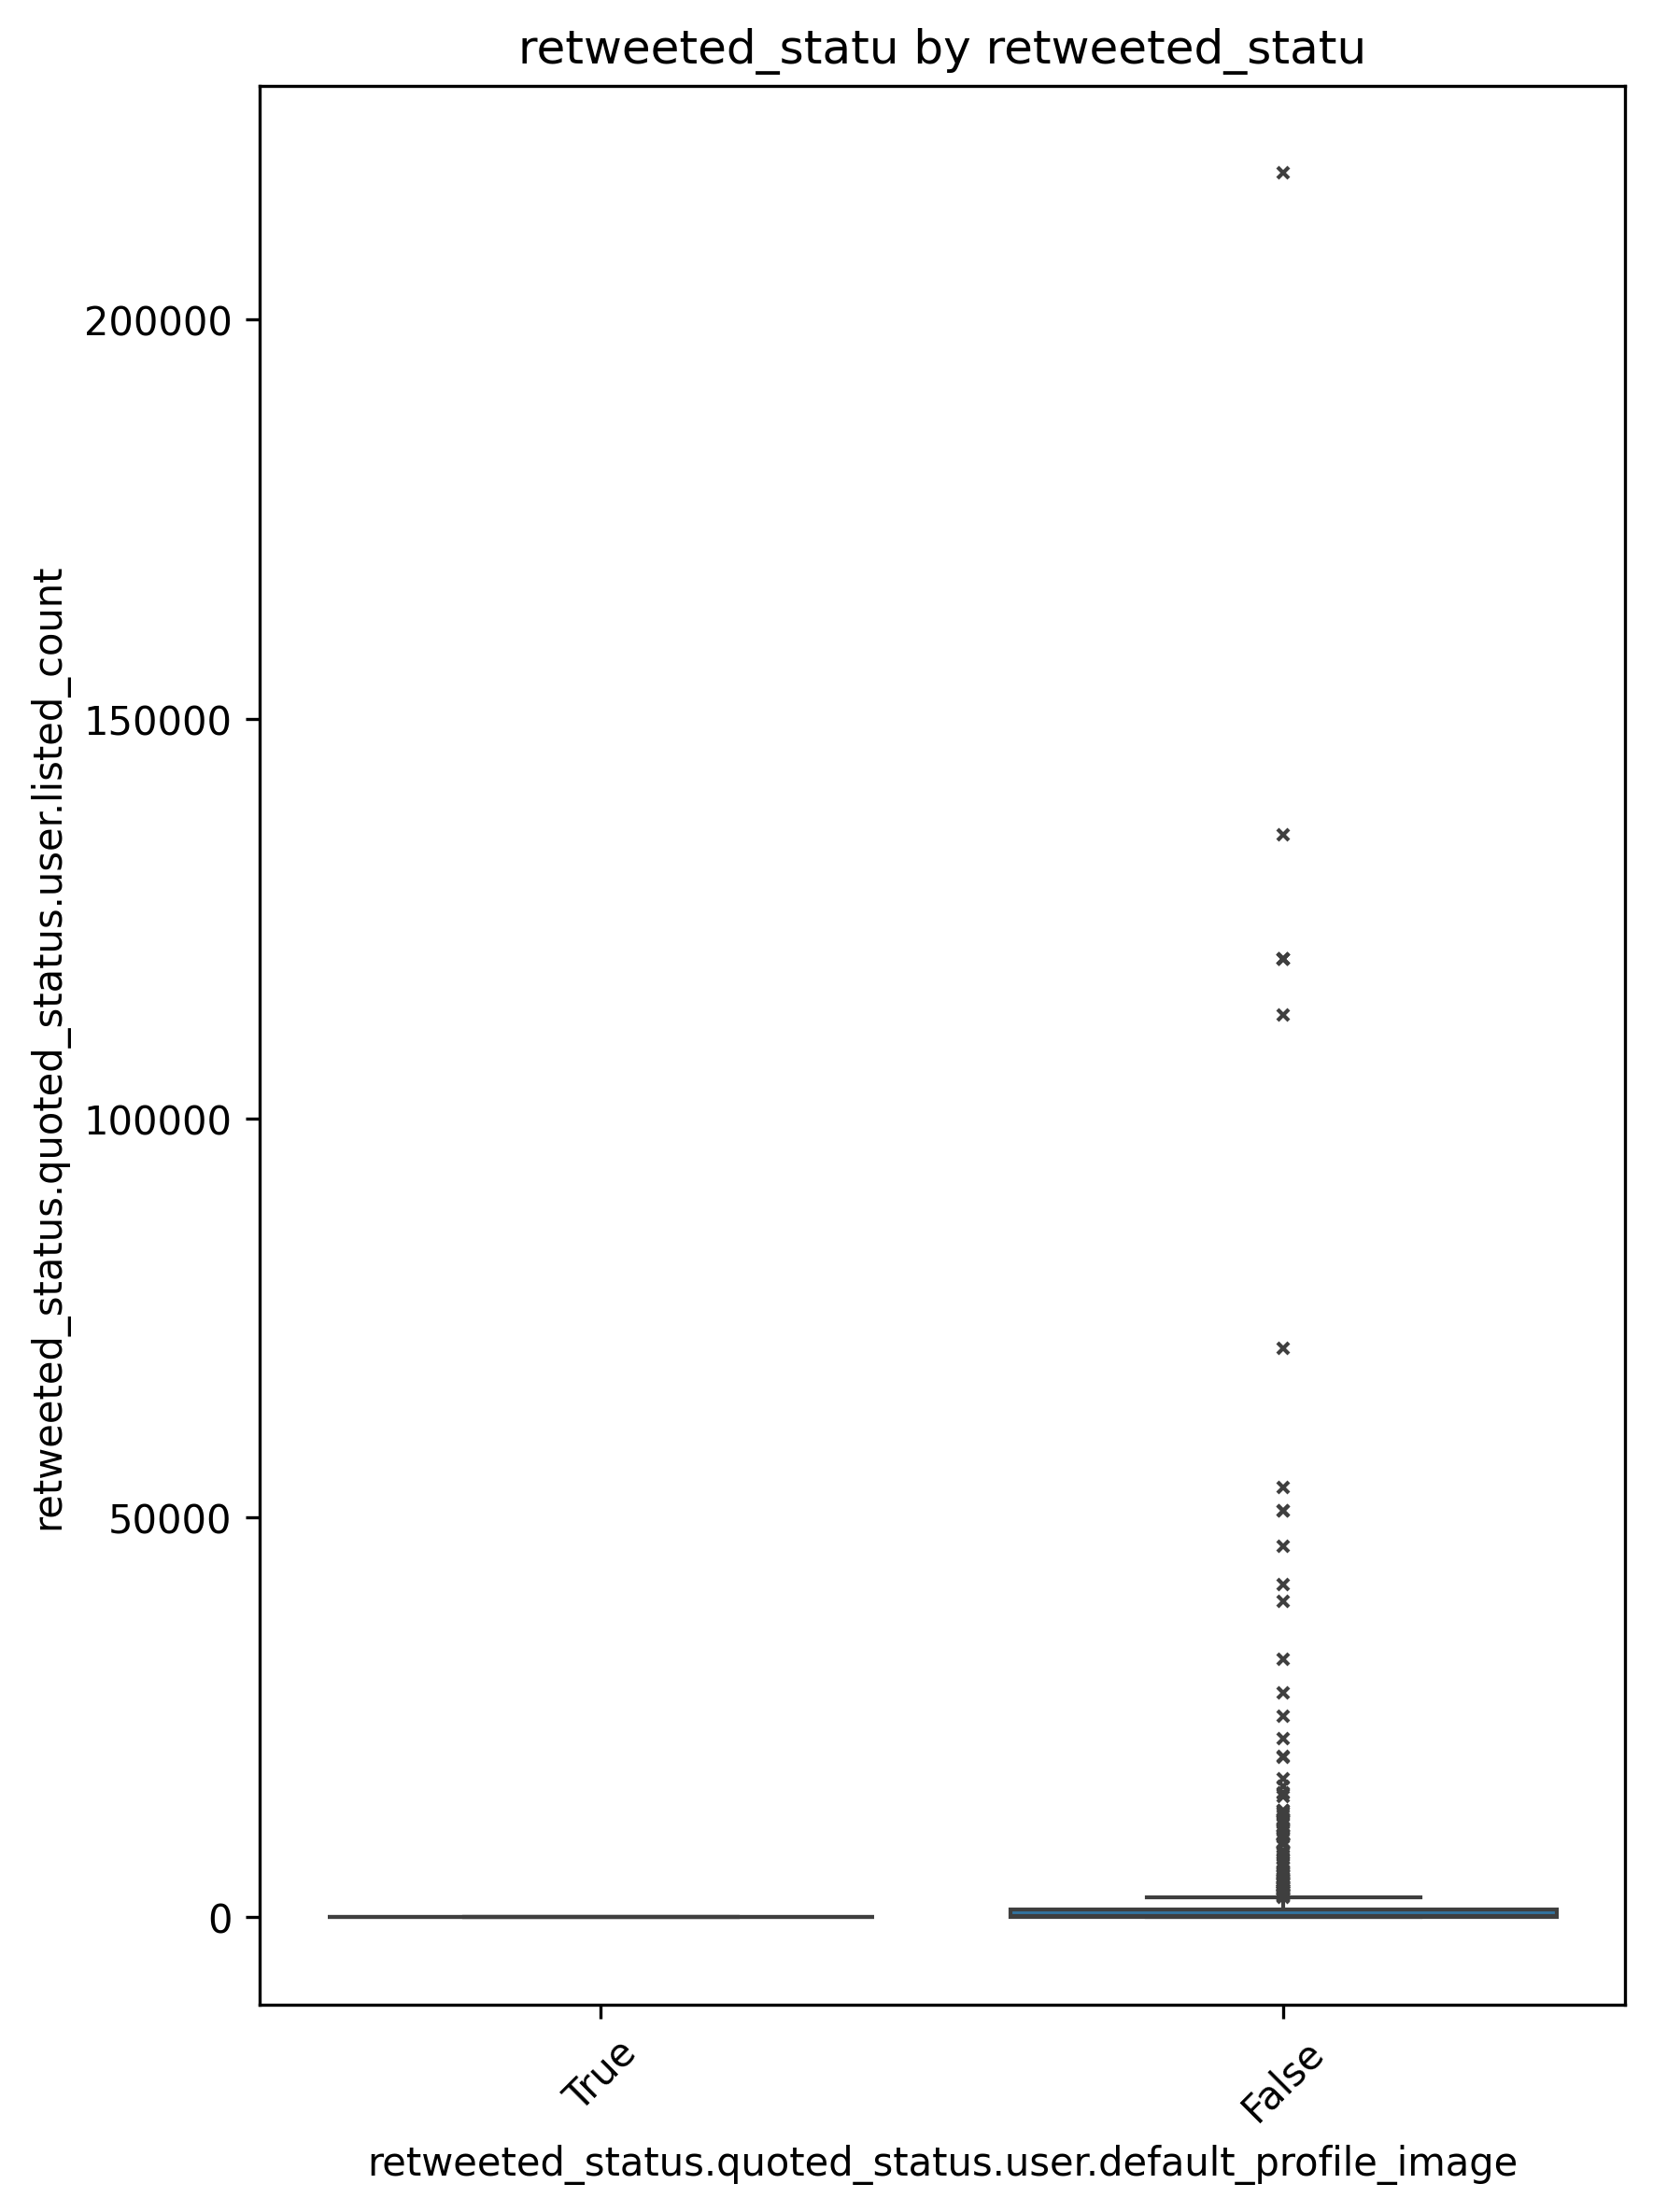 retweeted_statu by retweeted_statu
retweeted_status.quoted_status.user.listed_count
200000
150000
100000
50000
0
True
False
retweeted_status.quoted_status.user.default_profile_image